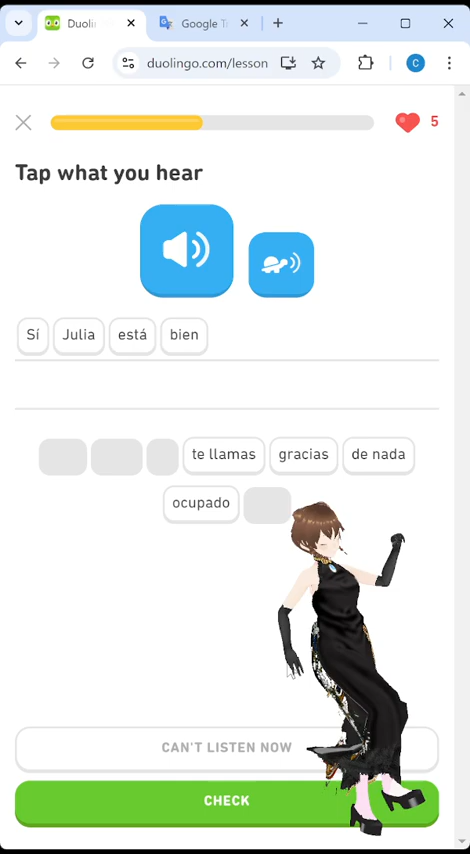 Duolin
Google Tr
duolingo.com/lesson
C
5
Tap what you hear
Sí Julia está bien
te llamas gracias de nada
ocupado
CAN'T LISTEN NOW
CHECK